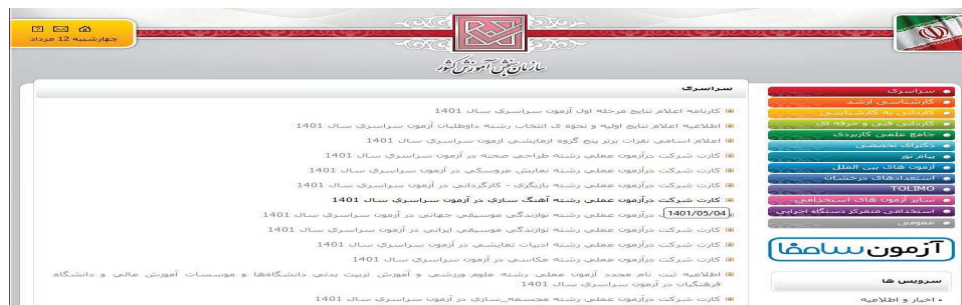 چهارشنبه 12 مرداد
سازمان سنجش آموزش کشور
سراسری
کارنامه اعلام نتایج مرحله اول آزمون سراسری سال 1401
اطلاعیه اعلام نتایج اولیه و نحوه ی انتخاب رشته داوطلبان آزمون سراسری سال 1401
اعلام اسامی نفرات برتر پنج گروه آزمایشی آزمون سراسری سال 1401
کارت شرکت درآزمون عملی رشته طراحی صحنه در آزمون سراسری سال 1401
کارت شرکت درآزمون عملی رشته نمایش عروسکی در آزمون سراسری سال 1401
کارت شرکت درآزمون عملی رشته بازیگری - کارگردانی در آزمون سراسری سال 1401
کارت شرکت درآزمون عملی رشته آهنگ سازی در آزمون سراسری سال 1401
1401/05/04
درآزمون عملی رشته نوازندگی موسیقی جهانی در آزمون سراسری سال 1401
کارت شرکت درآزمون عملی رشته نوازندگی موسیقی ایرانی در آزمون سراسری سال 1401
کارت شرکت درآزمون عملی رشته ادبیات نمایشی در آزمون سراسری سال 1401
کارت شرکت درآزمون عملی رشته عکاسی در آزمون سراسری سال 1401
اطلاعیه ثبت نام مجدد آزمون عملی رشته علوم ورزشی و آموزش تربیت بدنی دانشگاهها و موسسات آموزش عالی و دانشگاه
فرهنگیان در آزمون سراسری سال 1401
کارت شرکت درآزمون عملی رشته مجسمه_سازی در آزمون سراسری سال 1401
سراسری
کارشناسی ارشد
کاردانی به کارشناسی
کاردانی فنی و حرفه ای
جامع علمی کاربردی
دکترای تخصصی
پیام نور
آزمون های بین الملل
استعدادهای درخشان
TOLIMO
سایر آزمون های استخدامی
استخدامی متمرکز دستگاه اجرایی
عمومی
آزمون سامفا
سرویس ها
اخبار و اطلاعیه